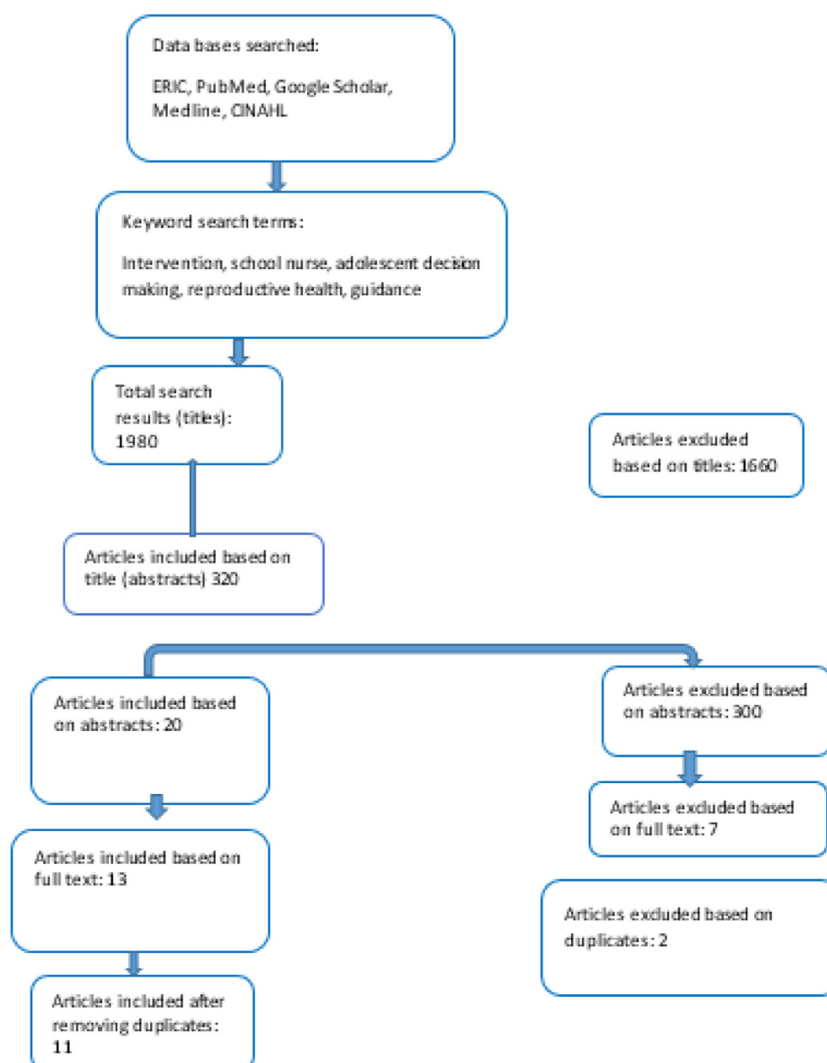 Data bases searched:
ERIC, PubMed, Google Scholar,
Medline, CINAHL
Keyword search terms:
Intervention, school nurse, adolescent decision
making, reproductive health, guidance
Total search
results (titles):
1980
Articles excluded
based on titles: 1660
Articles included based on
title (abstracts) 320
Articles included based
on abstracts: 20
Articles excluded based
on abstracts: 300
Articles excluded based
on full text: 7
Articles included based on
full text: 13
Articles excluded based on
duplicates: 2
Articles included after
removing duplicates:
11